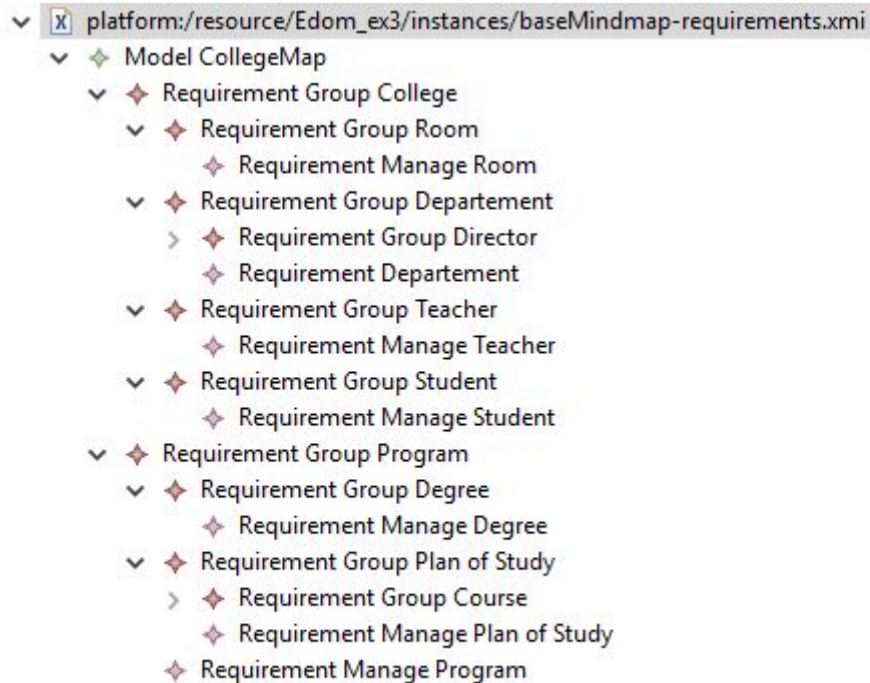 platform:/resource/Edom_ex3/instances/baseMindmap-requirements.xmi
Model CollegeMap
Requirement Group College
Requirement Group Room
Requirement Manage Room
Requirement Group Departement
Requirement Group Director
Requirement Departement
Requirement Group Teacher
Requirement Manage Teacher
Requirement Group Student
Requirement Manage Student
Requirement Group Program
Requirement Group Degree
Requirement Manage Degree
Requirement Group Plan of Study
Requirement Group Course
Requirement Manage Plan of Study
Requirement Manage Program